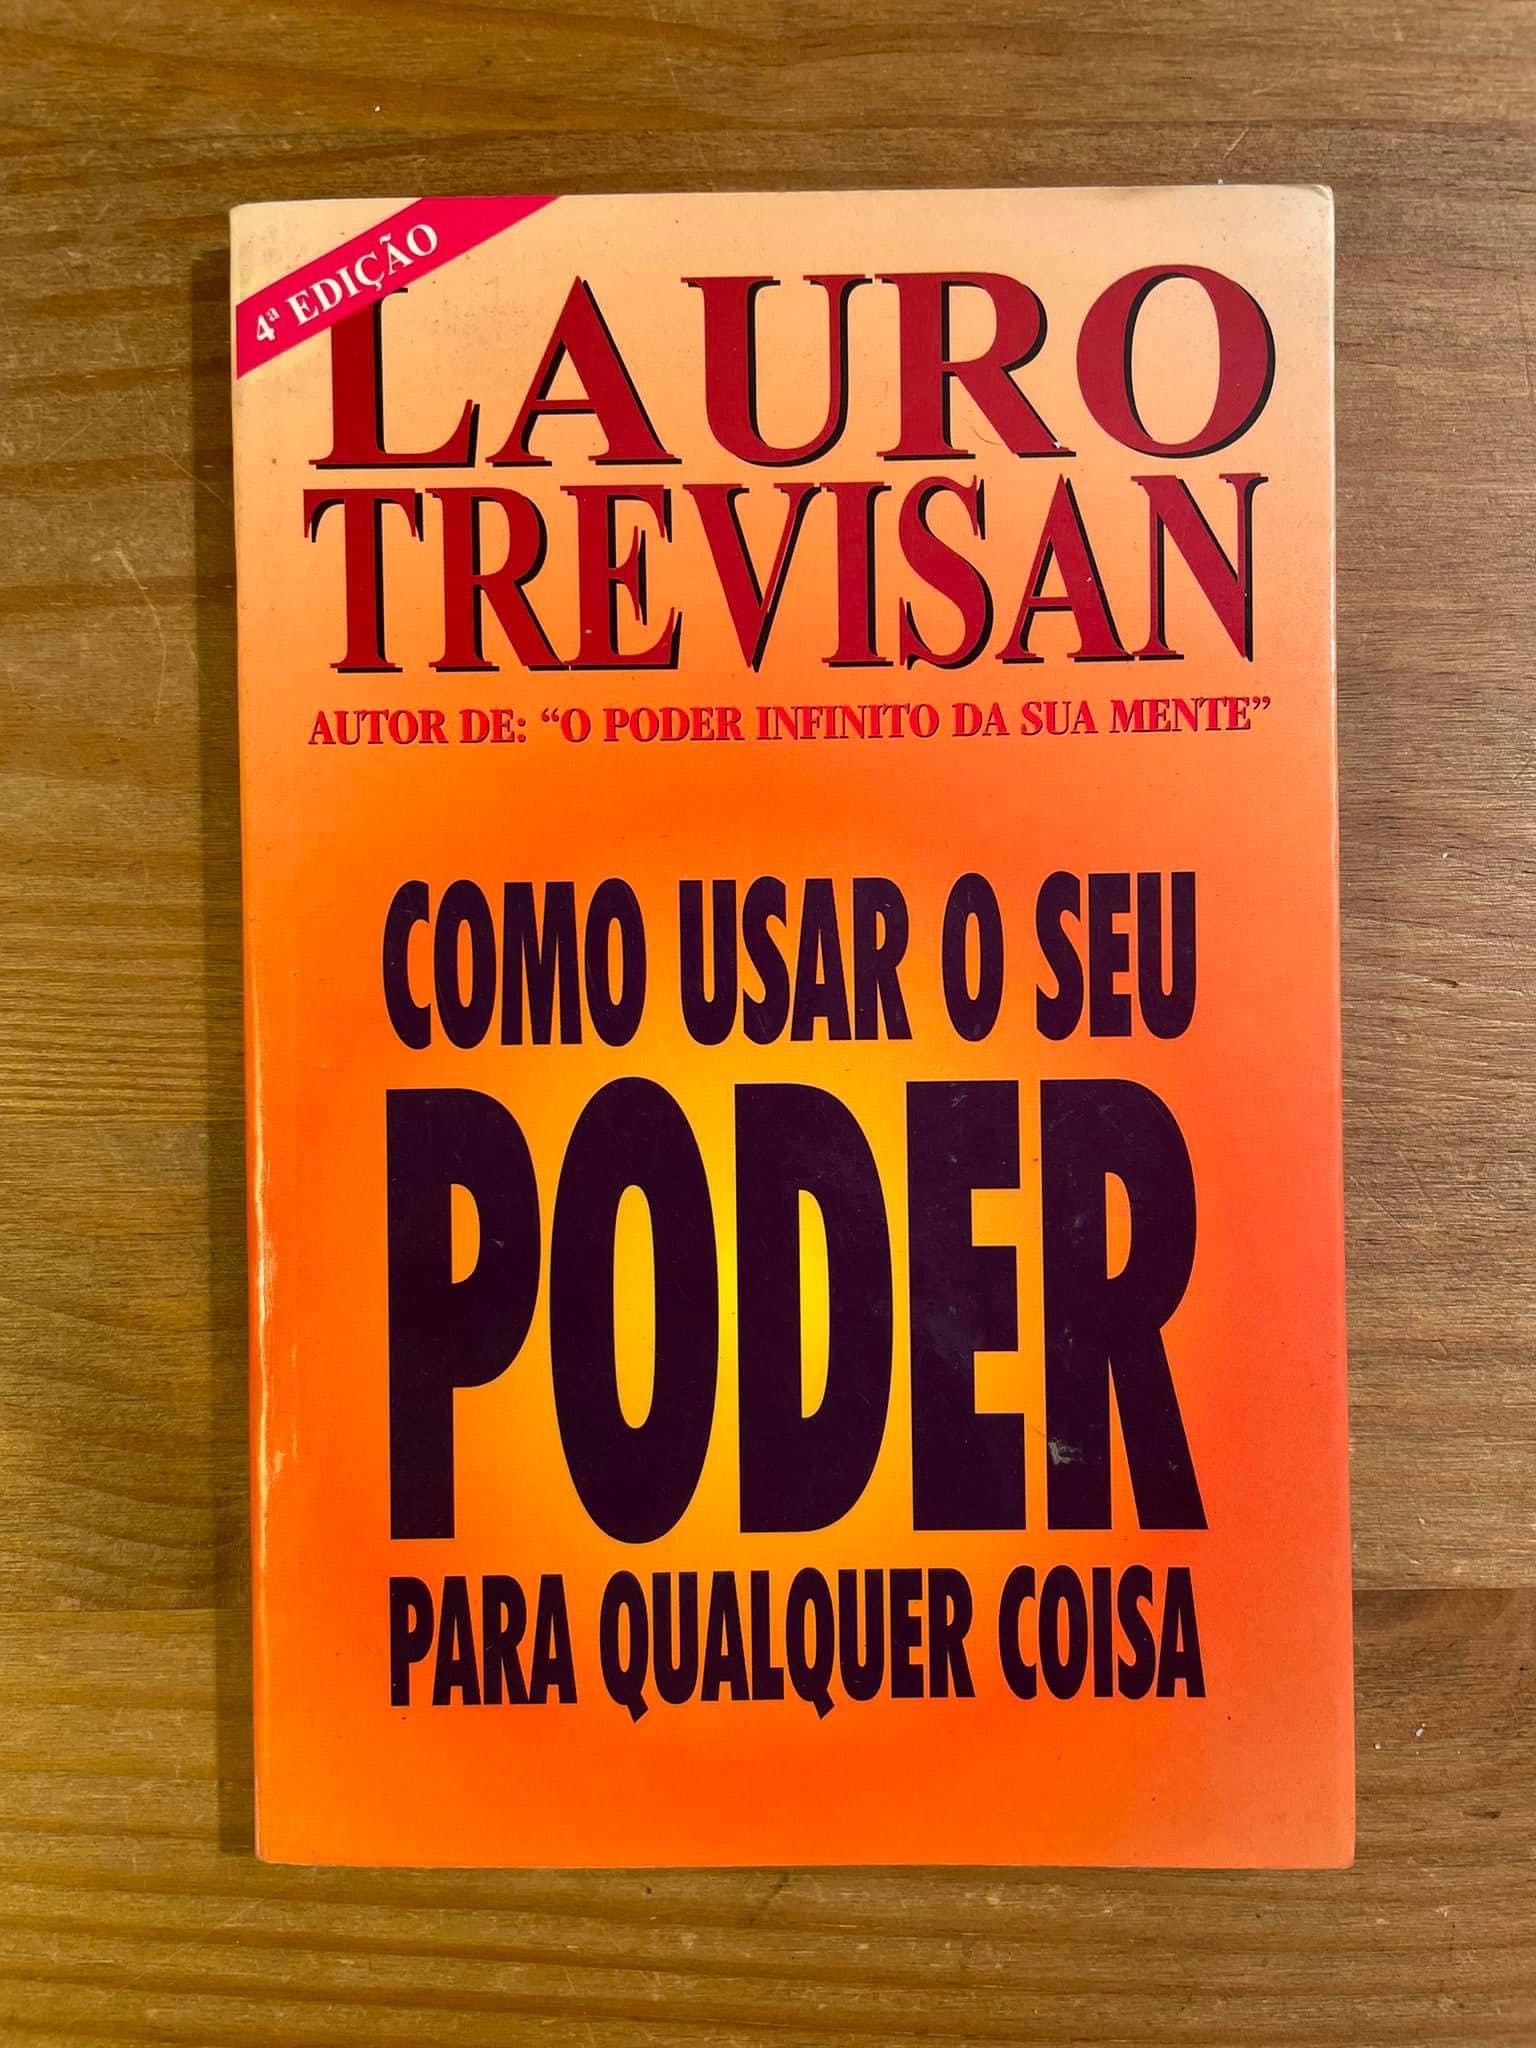 4ª EDIÇÃO
LAURO
TREVISAN
AUTOR DE: “O PODER INFINITO DA SUA MENTE”
COMO USAR O SEU
PODER
PARA QUALQUER COISA